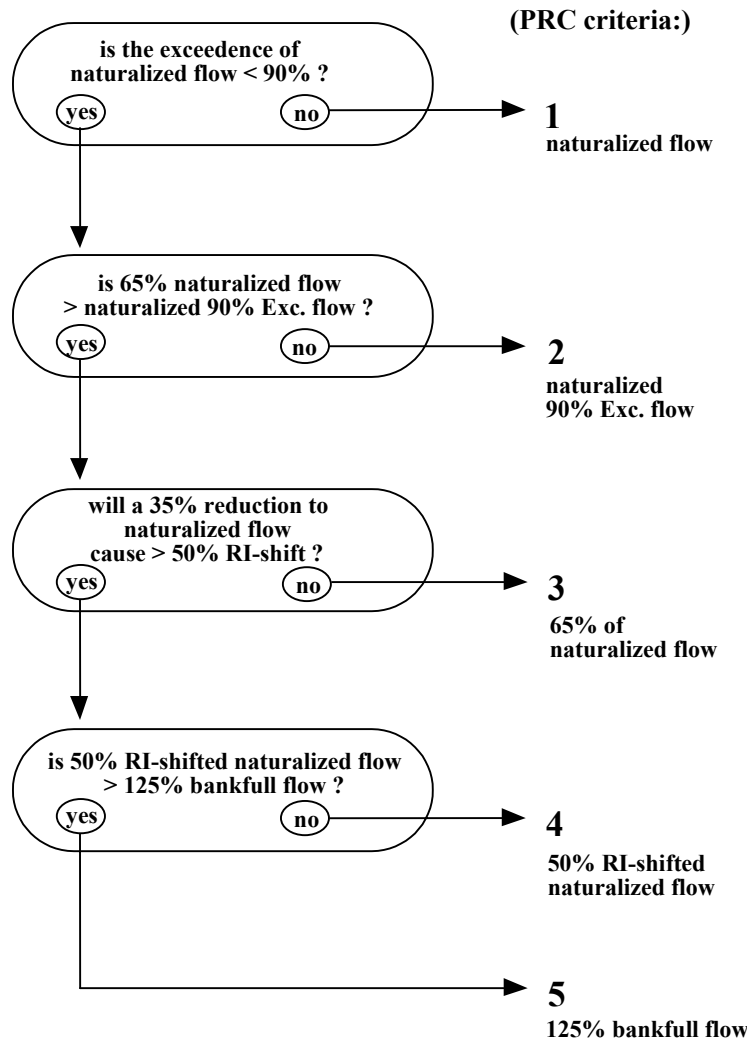 (PRC criteria:)
is the exceedence of
naturalized flow < 90% ?
yes
no
1
naturalized flow
is 65% naturalized flow
> naturalized 90% Exc. flow ?
yes
no
2
naturalized
90% Exc. flow
will a 35% reduction to
naturalized flow
cause > 50% RI-shift ?
yes
no
3
65% of
naturalized flow
is 50% RI-shifted naturalized flow
> 125% bankfull flow ?
yes
no
4
50% RI-shifted
naturalized flow
5
125% bankfull flow